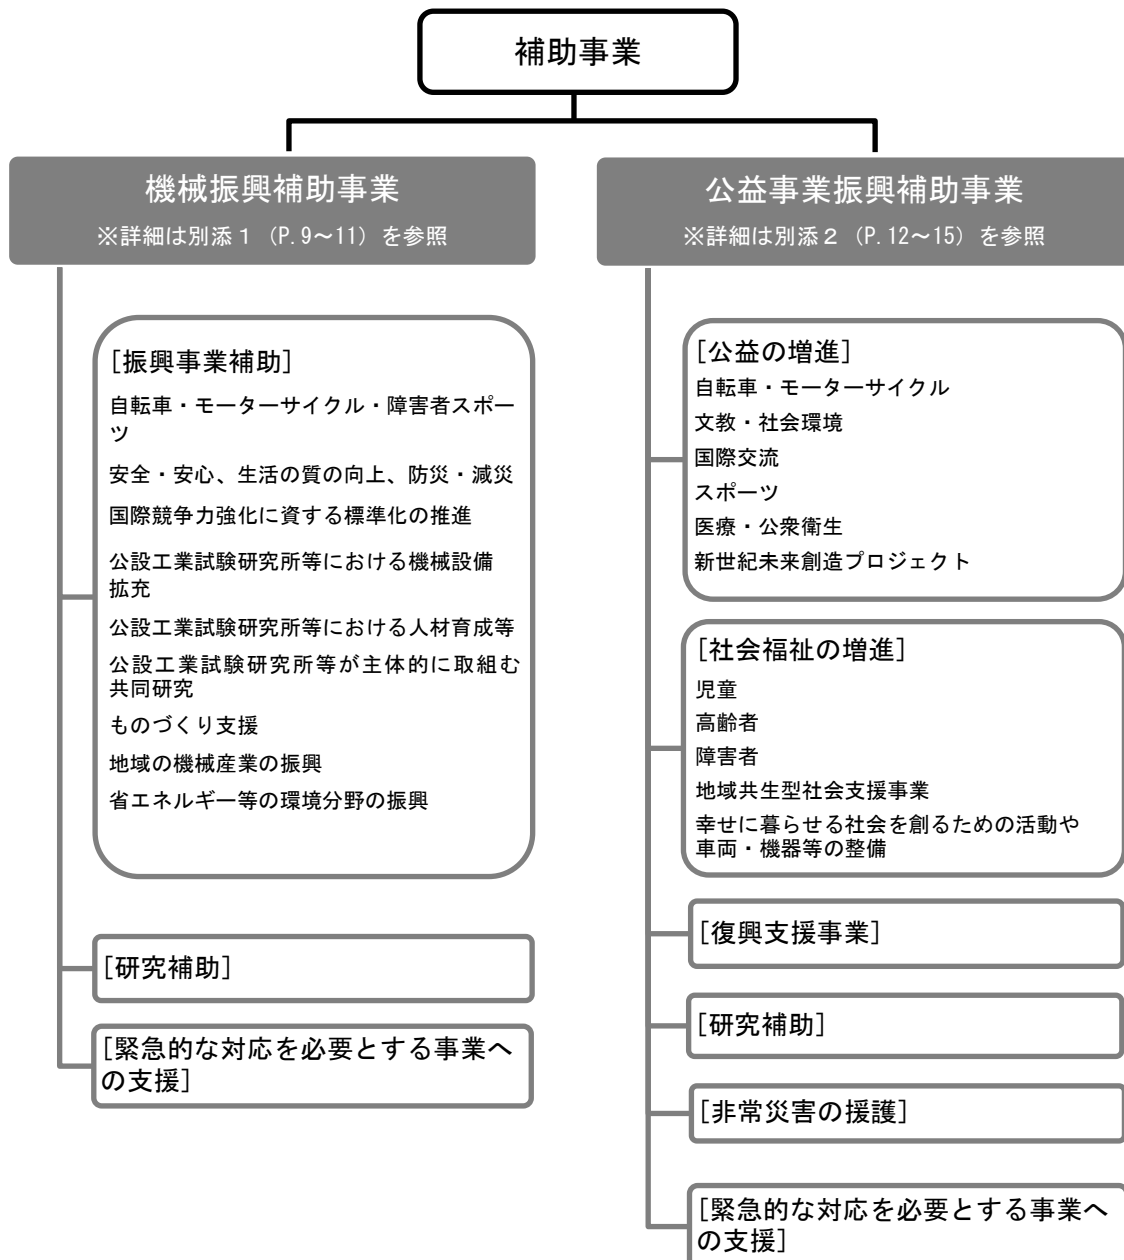 補助事業
機械振興補助事業
※詳細は別添１（P.9～11）を参照
[振興事業補助]
自転車・モーターサイクル・障害者スポー
ツ
安全・安心、生活の質の向上、防災・減災
国際競争力強化に資する標準化の推進
公設工業試験研究所等における機械設備
拡充
公設工業試験研究所等における人材育成等
公設工業試験研究所等が主体的に取組む
共同研究
ものづくり支援
地域の機械産業の振興
省エネルギー等の環境分野の振興
[研究補助]
[緊急的な対応を必要とする事業へ
の支援]
公益事業振興補助事業
※詳細は別添２（P.12～15）を参照
[公益の増進]
自転車・モーターサイクル
文教・社会環境
国際交流
スポーツ
医療・公衆衛生
新世紀未来創造プロジェクト
[社会福祉の増進]
児童
高齢者
障害者
地域共生型社会支援事業
幸せに暮らせる社会を創るための活動や
車両・機器等の整備
[復興支援事業]
[研究補助]
[非常災害の援護]
[緊急的な対応を必要とする事業へ
の支援]